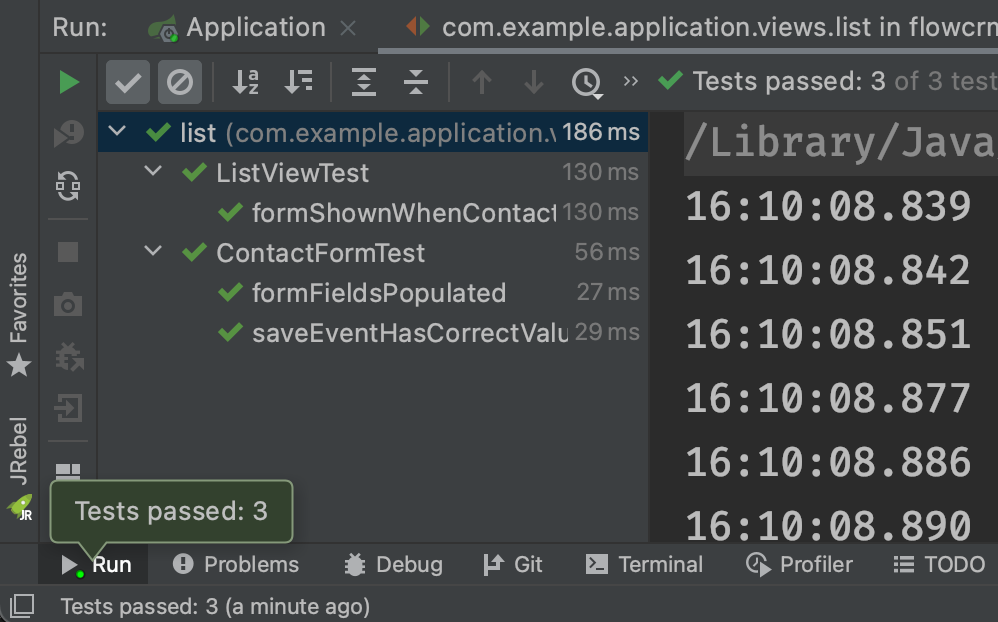 Run: Application com.example.application.views.list in flowcrm
Tests passed: 3 of 3 test
list (com.example.application. 186 ms
ListViewTest 130 ms
formShownWhenContact 130 ms
ContactFormTest 56 ms
formFieldsPopulated 27 ms
saveEventHasCorrectValu 29 ms
/Library/Java
16:10:08.839
16:10:08.842
16:10:08.851
16:10:08.877
16:10:08.886
16:10:08.890
Favorites
JRebel
JR
Tests passed: 3
Run Problems Debug Git Terminal Profiler TODO
Tests passed: 3 (a minute ago)